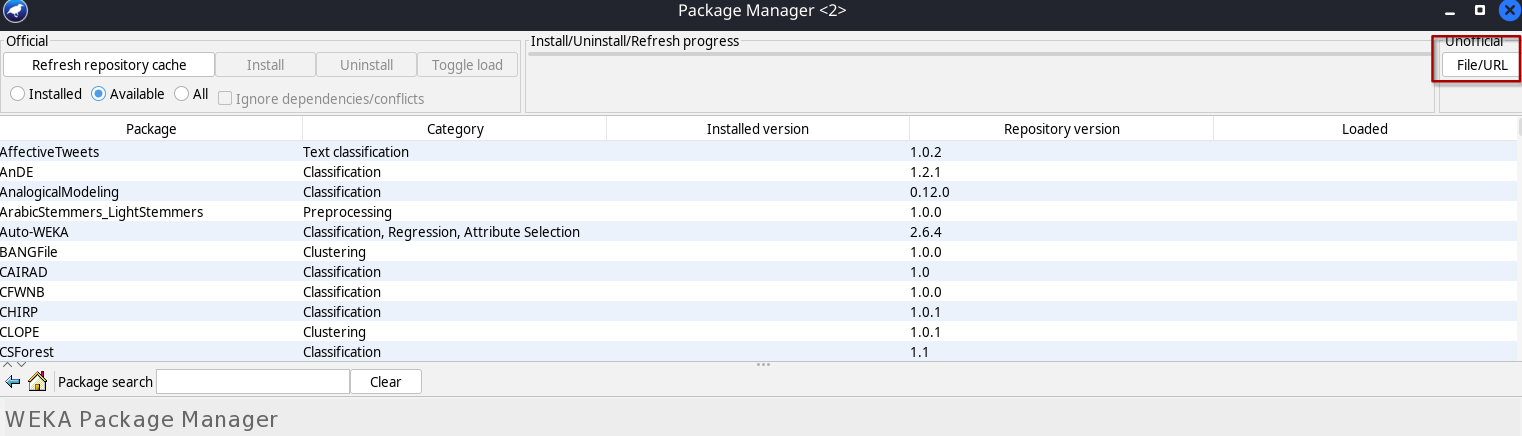 Package Manager <2>
Official
Install/Uninstall/Refresh progress
Unofficial
Refresh repository cache Install Uninstall Toggle load
File/URL
Installed Available All Ignore dependencies/conflicts
Package Category Installed version Repository version Loaded
AffectiveTweets Text classification 1.0.2
AnDE Classification 1.2.1
AnalogicalModeling Classification 0.12.0
ArabicStemmers_LightStemmers Preprocessing 1.0.0
Auto-WEKA Classification, Regression, Attribute Selection 2.6.4
BANGFile Clustering 1.0.0
CAIRAD Classification 1.0
CFWNB Classification 1.0.0
CHIRP Classification 1.0.1
CLOPE Clustering 1.0.1
CSForest Classification 1.1
Package search Clear
WEKA Package Manager